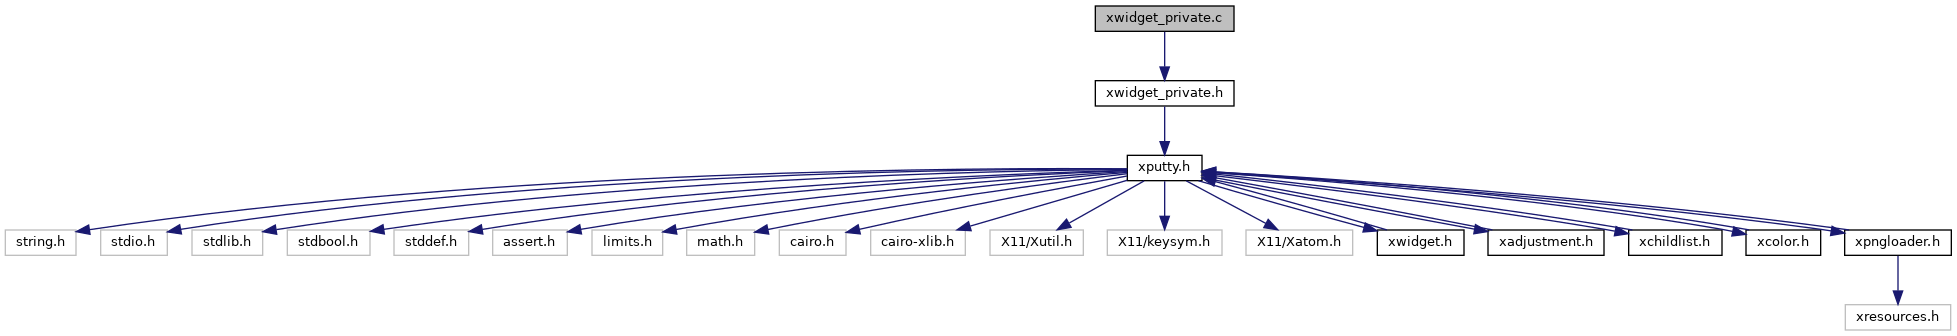 xwidget_private.c
xwidget_private.h
xputty.h
string.h
stdio.h
stdlib.h
stdbool.h
stddef.h
assert.h
limits.h
math.h
cairo.h
cairo-xlib.h
X11/Xutil.h
X11/keysym.h
X11/Xatom.h
xwidget.h
xadjustment.h
xchildlist.h
xcolor.h
xpngloader.h
xresources.h